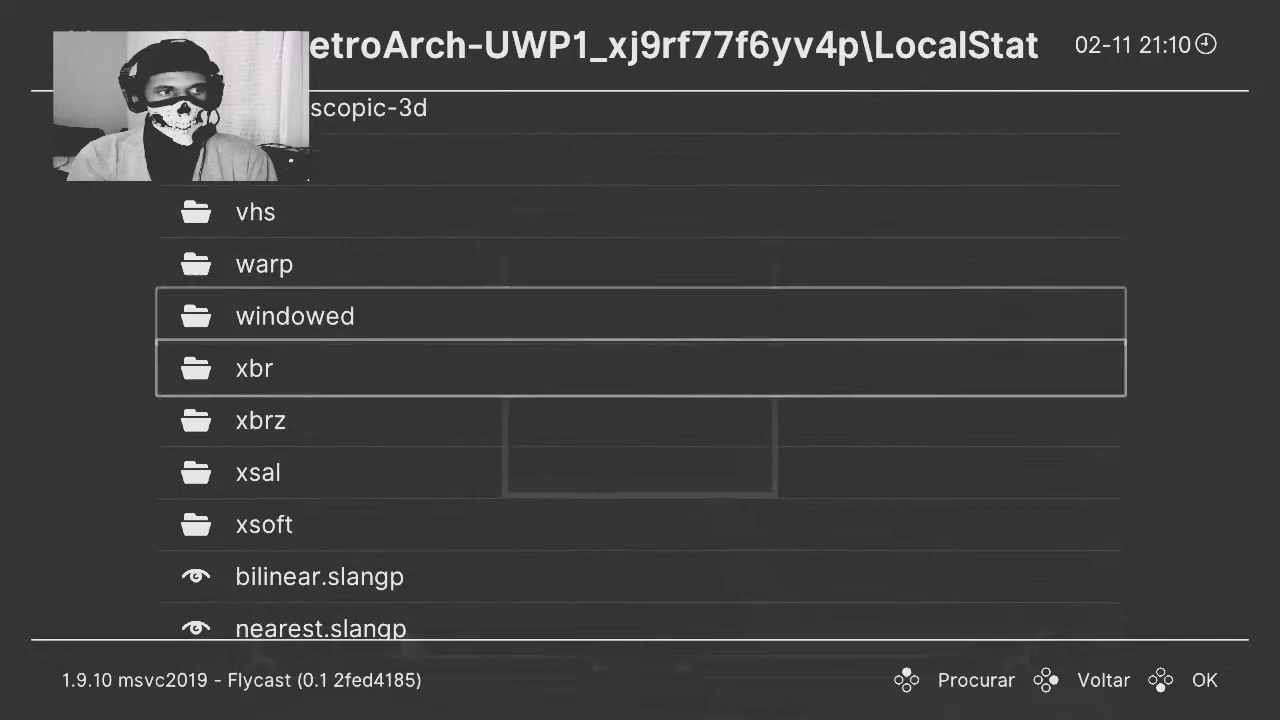 etroArch-UWP1_xj9rf77f6yv4p\LocalStat
02-11 21:10
scopic-3d
vhs
warp
windowed
xbr
xbrz
xsal
xsoft
bilinear.slangp
nearest.slangp
1.9.10 msvc2019 - Flycast (0.1 2fed4185)
Procurar
Voltar
OK